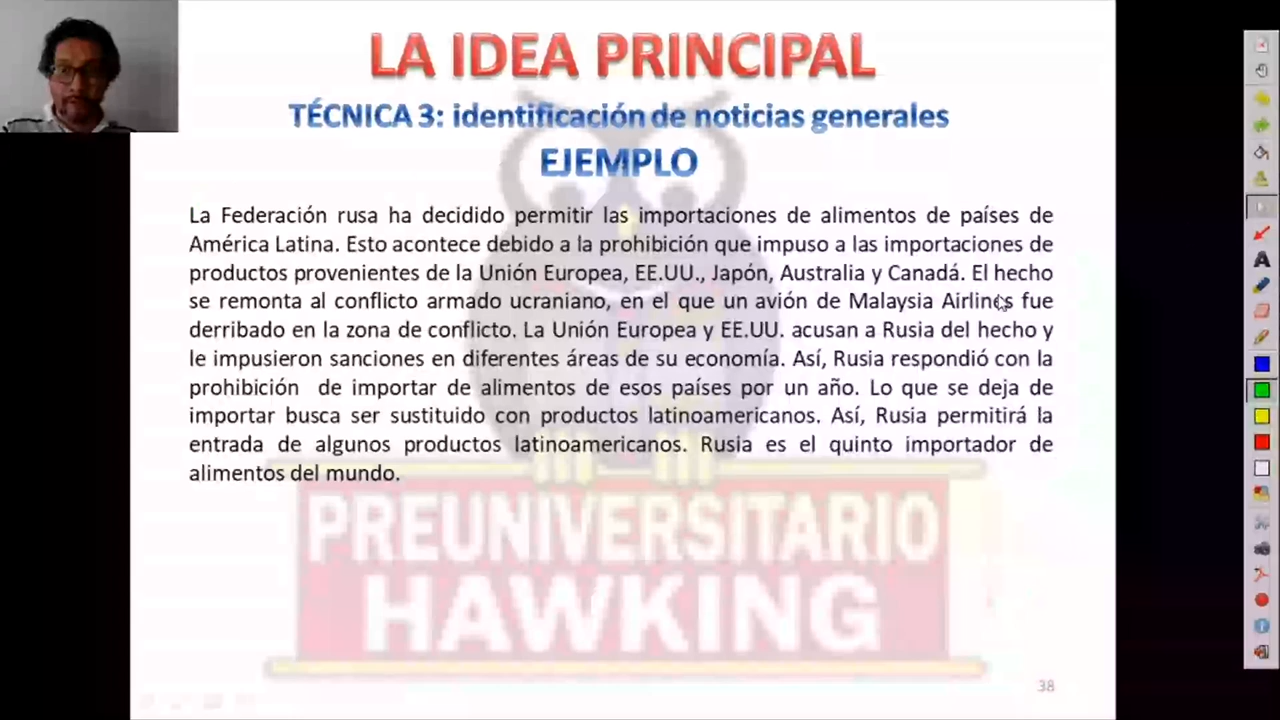 LA IDEA PRINCIPAL
TÉCNICA 3: identificación de noticias generales
EJEMPLO
La Federación rusa ha decidido permitir las importaciones de alimentos de países de
América Latina. Esto acontece debido a la prohibición que impuso a las importaciones de
productos provenientes de la Unión Europea, EE.UU., Japón, Australia y Canadá. El hecho
se remonta al conflicto armado ucraniano, en el que un avión de Malaysia Airlines fue
derribado en la zona de conflicto. La Unión Europea y EE.UU. acusan a Rusia del hecho y
le impusieron sanciones en diferentes áreas de su economía. Así, Rusia respondió con la
prohibición de importar de alimentos de esos países por un año. Lo que se deja de
importar busca ser sustituido con productos latinoamericanos. Así, Rusia permitirá la
entrada de algunos productos latinoamericanos. Rusia es el quinto importador de
alimentos del mundo.
PREUNIVERSITARIO
HAWKING
38